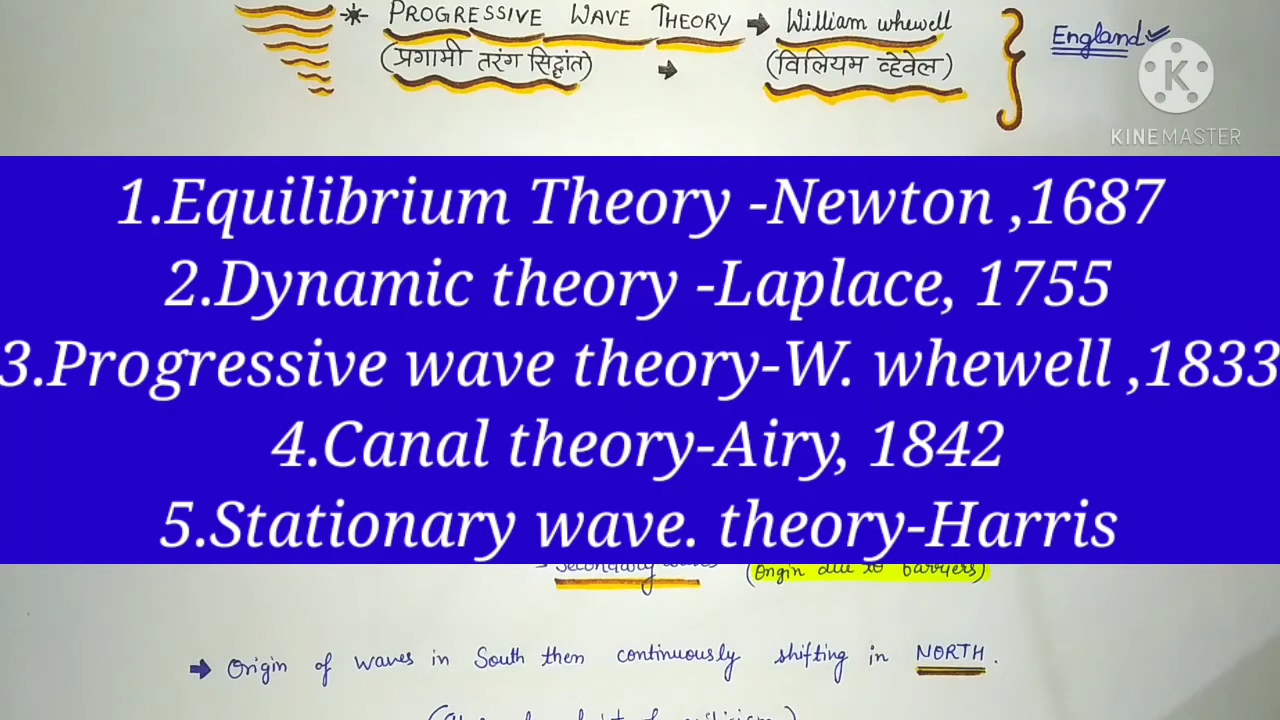 PROGRESSIVE WAVE THEORY → William whewell
England
(प्रगामी तरंग सिद्धांत) → (विलियम व्हेवेल)
K
KINEMASTER
1.Equilibrium Theory -Newton ,1687
2.Dynamic theory -Laplace, 1755
3.Progressive wave theory-W. whewell ,1833
4.Canal theory-Airy, 1842
5.Stationary wave. theory-Harris
Secondary waves (Origin due to barriers)
→ Origin of waves in South then continuously shifting in NORTH.